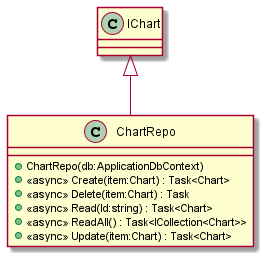 C IChart
C ChartRepo
ChartRepo(db:ApplicationDbContext)
«async» Create(item:Chart) : Task<Chart>
«async» Delete(item:Chart) : Task
«async» Read(Id:string) : Task<Chart>
«async» ReadAll() : Task<ICollection<Chart>>
«async» Update(item:Chart) : Task<Chart>